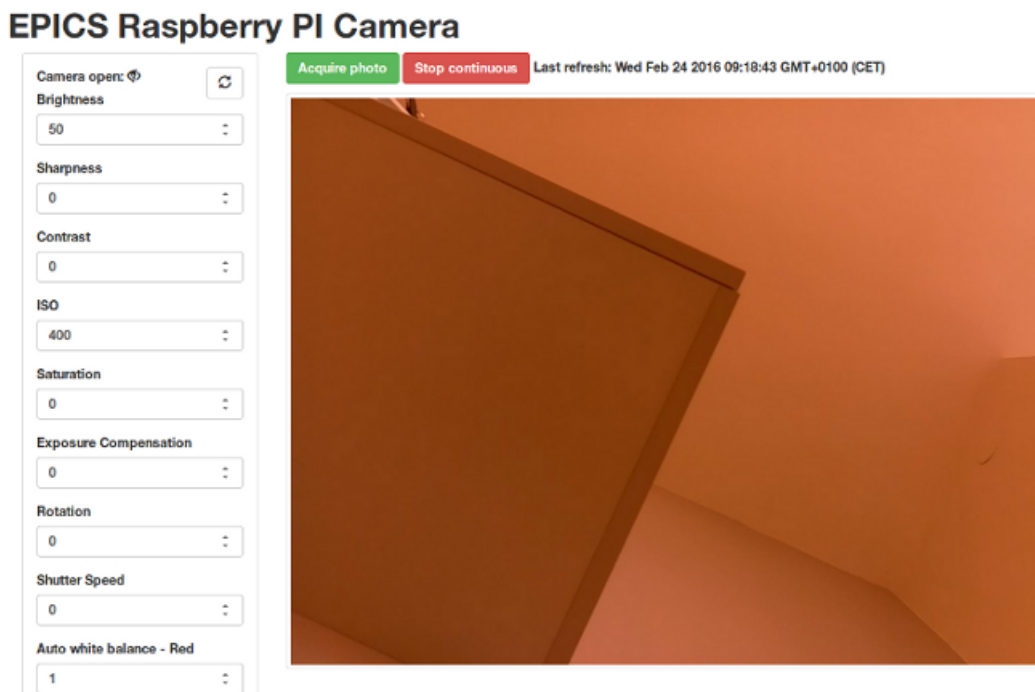 EPICS Raspberry PI Camera
Camera open:
Brightness
50
Sharpness
0
Contrast
0
ISO
400
Saturation
0
Exposure Compensation
0
Rotation
0
Shutter Speed
0
Auto white balance - Red
1
Acquire photo Stop continuous Last refresh: Wed Feb 24 2016 09:18:43 GMT+0100 (CET)